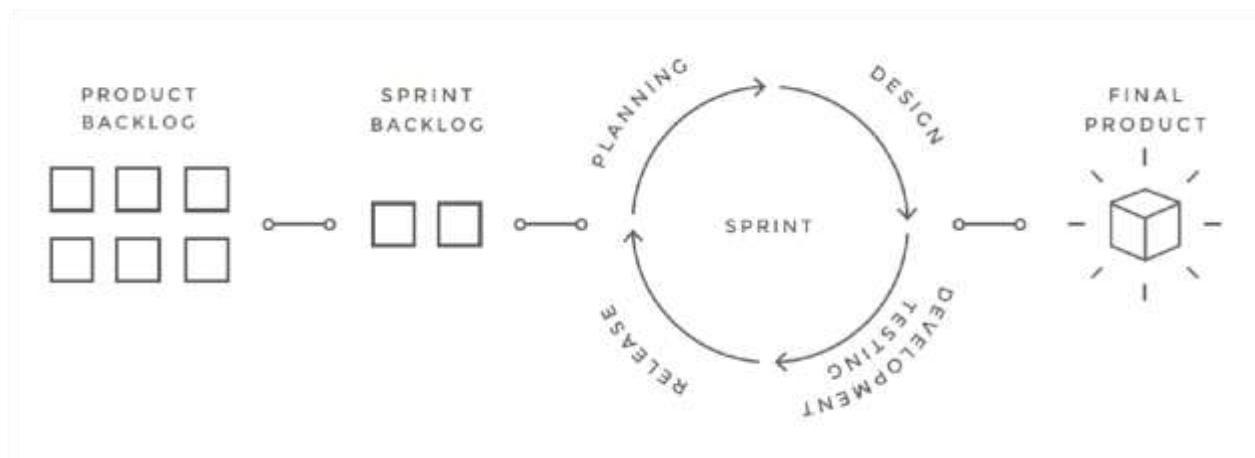 PRODUCT
BACKLOG
SPRINT
BACKLOG
PLANNING
DESIGN
SPRINT
DEVELOPMENT
TESTING
RELEASE
FINAL
PRODUCT